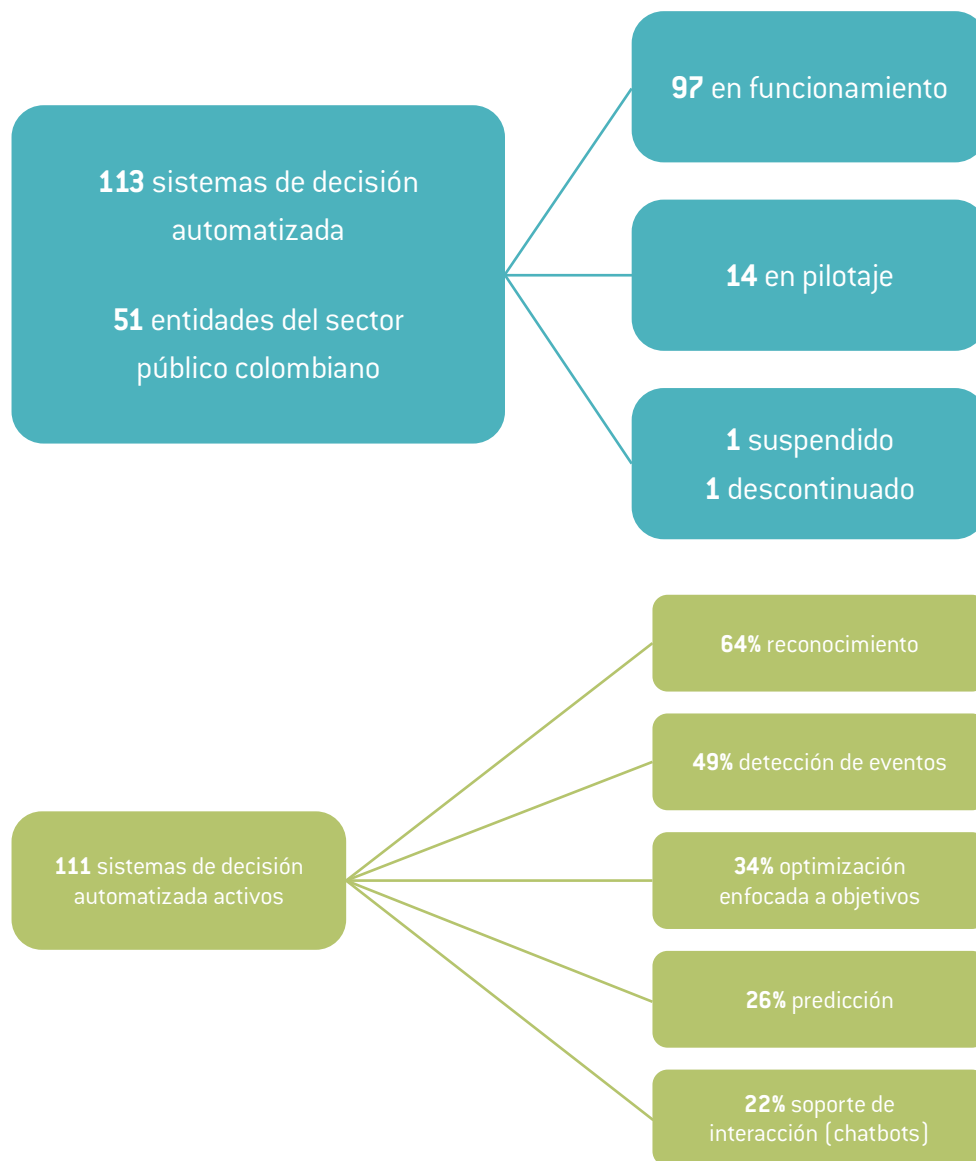 113 sistemas de decisión
automatizada
51 entidades del sector
público colombiano
97 en funcionamiento
14 en pilotaje
1 suspendido
1 descontinuado
111 sistemas de decisión
automatizada activos
64% reconocimiento
49% detección de eventos
34% optimización
enfocada a objetivos
26% predicción
22% soporte de
interacción (chatbots)